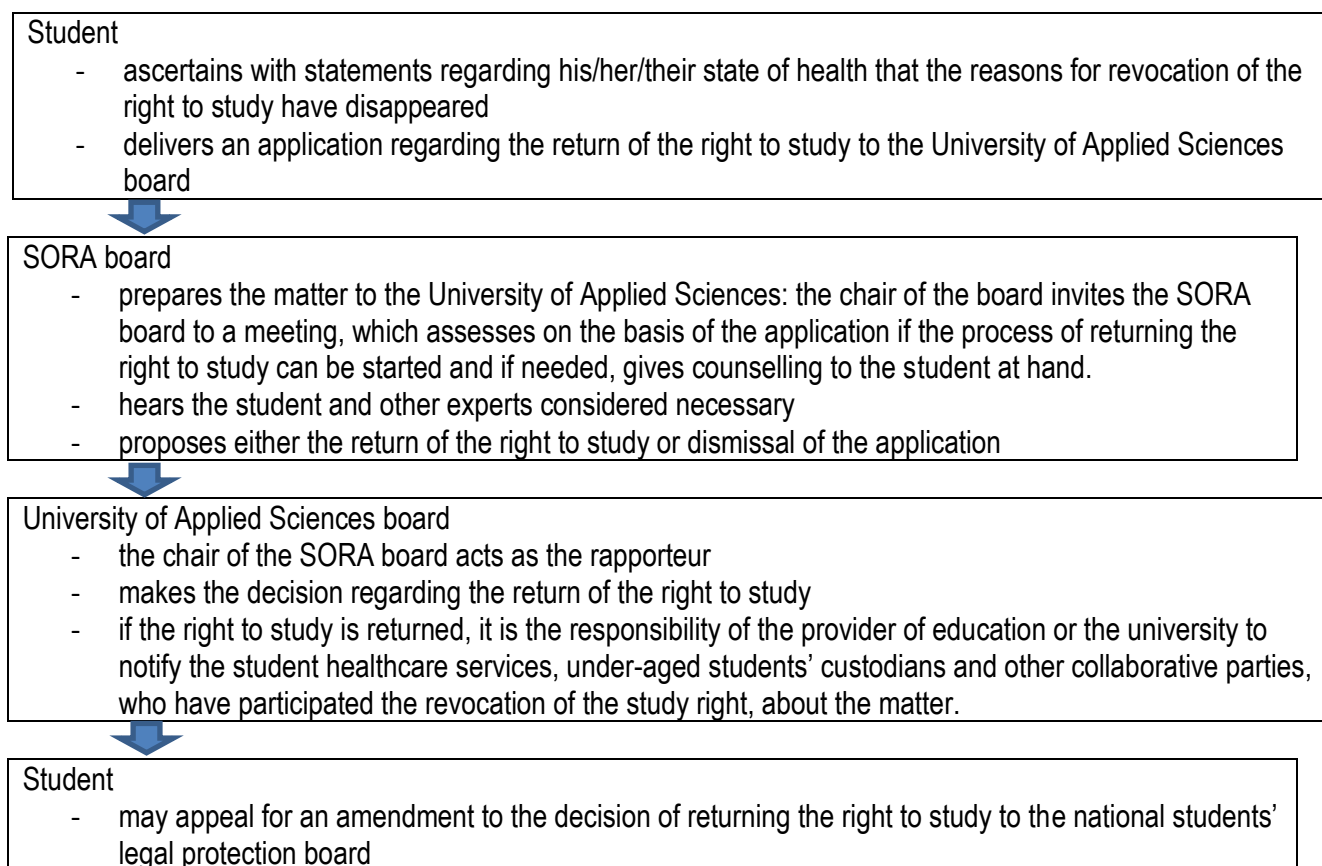 Student
- ascertains with statements regarding his/her/their state of health that the reasons for revocation of the
right to study have disappeared
- delivers an application regarding the return of the right to study to the University of Applied Sciences
board
SORA board
- prepares the matter to the University of Applied Sciences: the chair of the board invites the SORA
board to a meeting, which assesses on the basis of the application if the process of returning the
right to study can be started and if needed, gives counselling to the student at hand.
- hears the student and other experts considered necessary
- proposes either the return of the right to study or dismissal of the application
University of Applied Sciences board
- the chair of the SORA board acts as the rapporteur
- makes the decision regarding the return of the right to study
- if the right to study is returned, it is the responsibility of the provider of education or the university to
notify the student healthcare services, under-aged students’ custodians and other collaborative parties,
who have participated the revocation of the study right, about the matter.
Student
- may appeal for an amendment to the decision of returning the right to study to the national students’
legal protection board